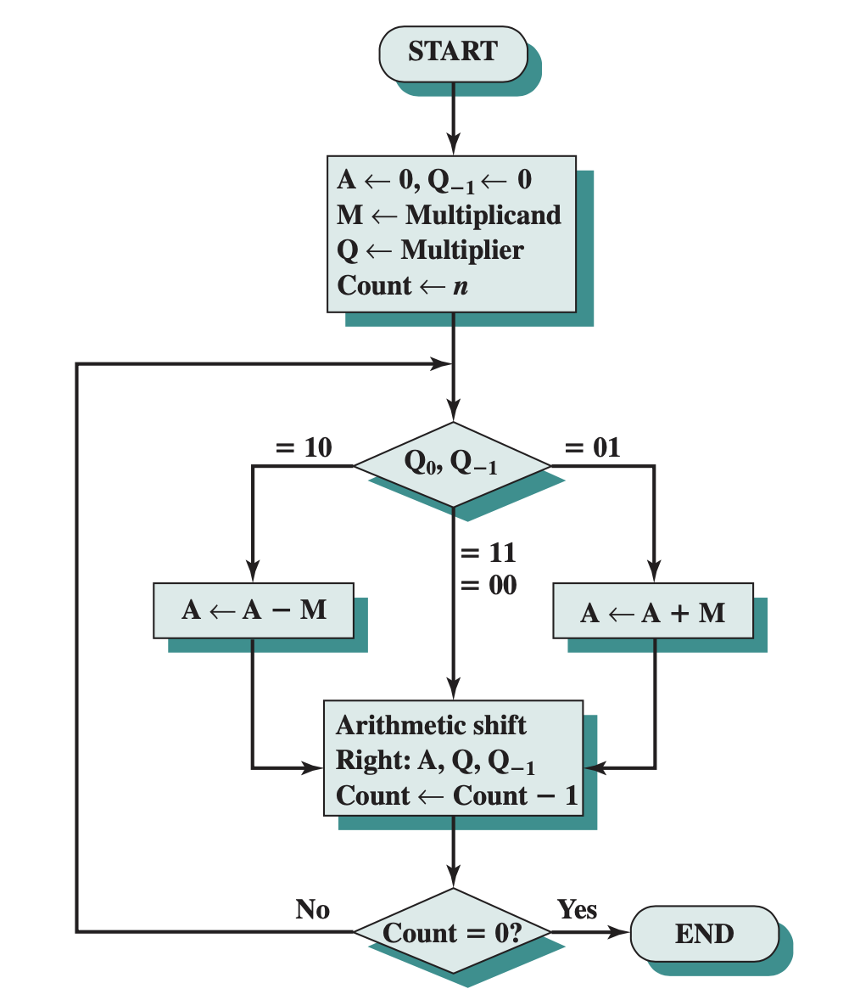 START
A ← 0, Q₋₁ ← 0
M ← Multiplicand
Q ← Multiplier
Count ← n
= 10
Q₀, Q₋₁
= 01
= 11
= 00
A ← A − M
A ← A + M
Arithmetic shift
Right: A, Q, Q₋₁
Count ← Count − 1
No
Count = 0?
Yes
END